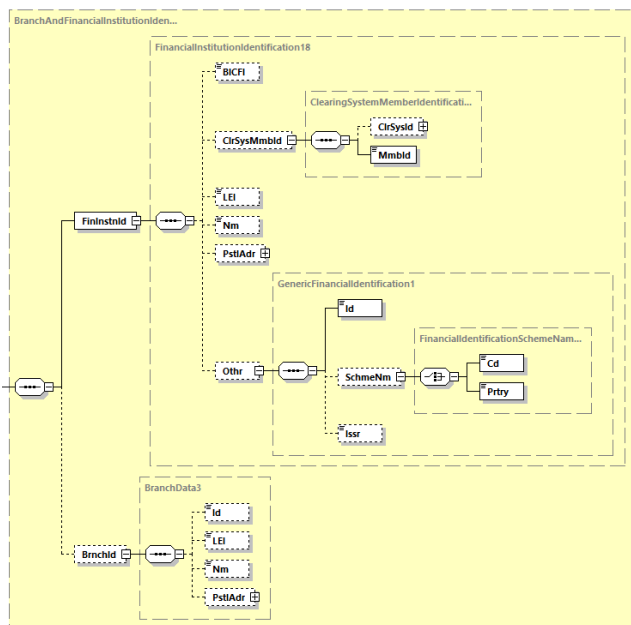 BranchAndFinancialInstitutionIden...
FinancialInstitutionIdentification18
BICFI
ClearingSystemMemberIdentificati...
ClrSysMmbId
ClrSysId
MmbId
LEI
FinInstnId
Nm
PstlAdr
GenericFinancialIdentification1
Id
FinancialIdentificationSchemeNam...
Othr
SchmeNm
Cd
Prtry
Issr
BranchData3
Id
LEI
BrnchId
Nm
PstlAdr